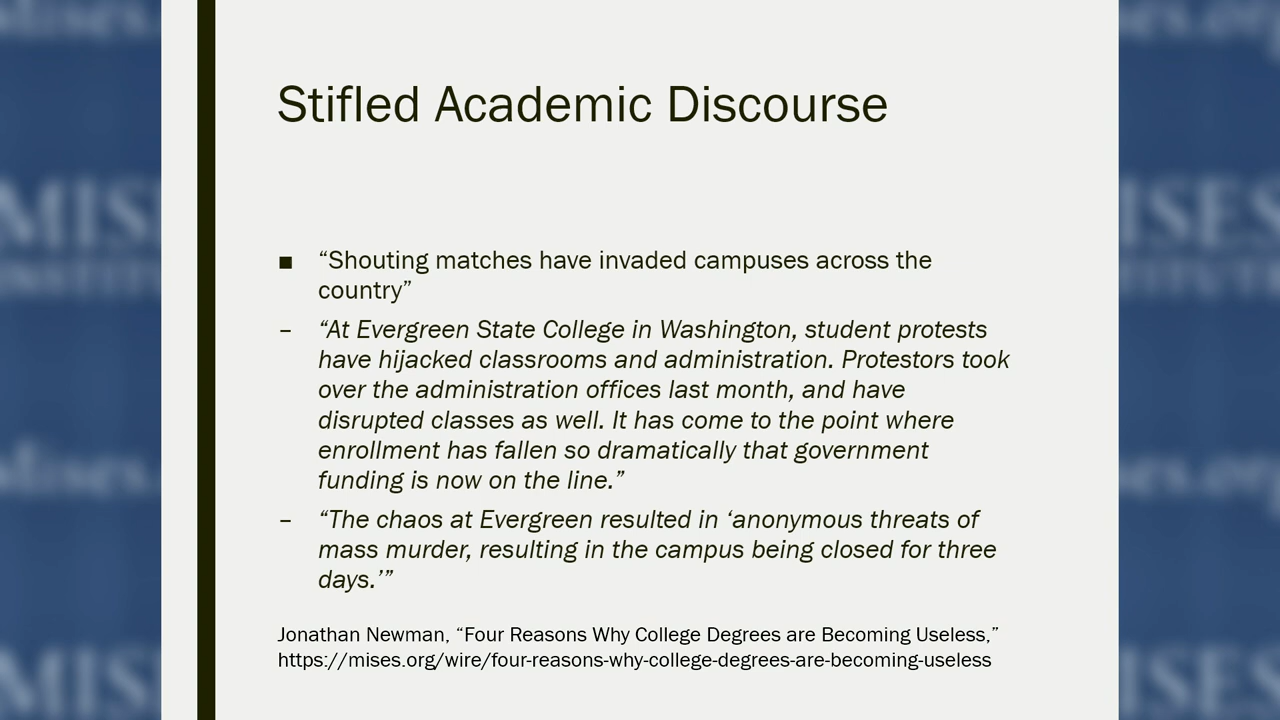 Stifled Academic Discourse
■ “Shouting matches have invaded campuses across the
country”
– “At Evergreen State College in Washington, student protests
have hijacked classrooms and administration. Protestors took
over the administration offices last month, and have
disrupted classes as well. It has come to the point where
enrollment has fallen so dramatically that government
funding is now on the line.”
– “The chaos at Evergreen resulted in ‘anonymous threats of
mass murder, resulting in the campus being closed for three
days.’”
Jonathan Newman, “Four Reasons Why College Degrees are Becoming Useless,”
https://mises.org/wire/four-reasons-why-college-degrees-are-becoming-useless